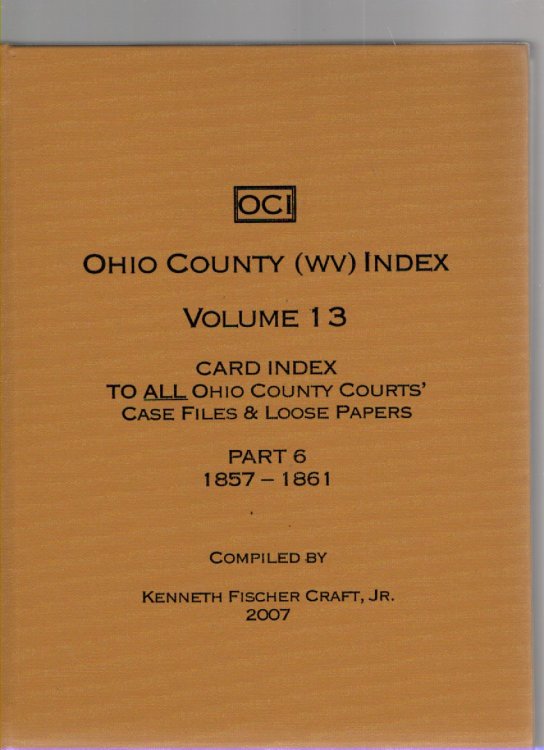 OCI
OHIO COUNTY (WV) INDEX
VOLUME 13
CARD INDEX
TO ALL OHIO COUNTY COURTS'
CASE FILES & LOOSE PAPERS
PART 6
1857 – 1861
COMPILED BY
KENNETH FISCHER CRAFT, JR.
2007